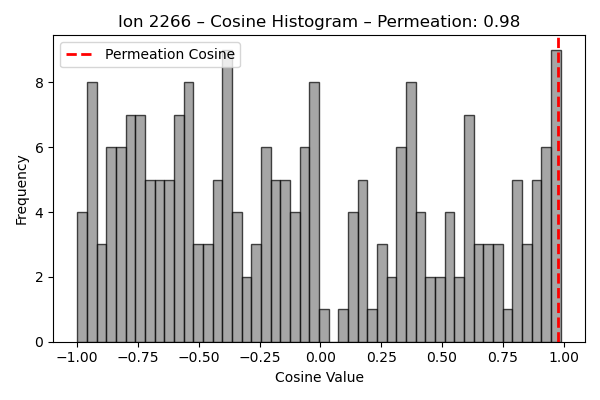 Ion 2266 – Cosine Histogram – Permeation: 0.98
Permeation Cosine
Frequency
8
6
4
2
0
−1.00 −0.75 −0.50 −0.25 0.00 0.25 0.50 0.75 1.00
Cosine Value